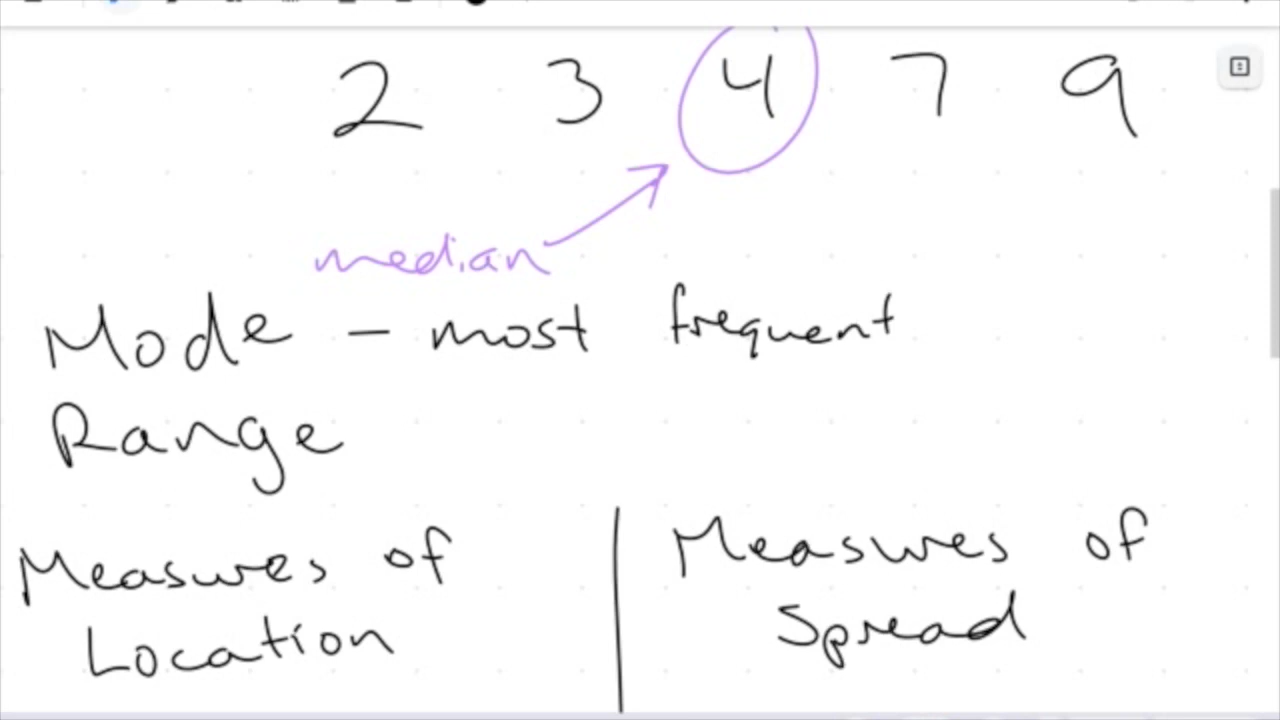 2 3 4 7 9
median
Mode - most frequent
Range
Measures of
Location
Measures of
Spread